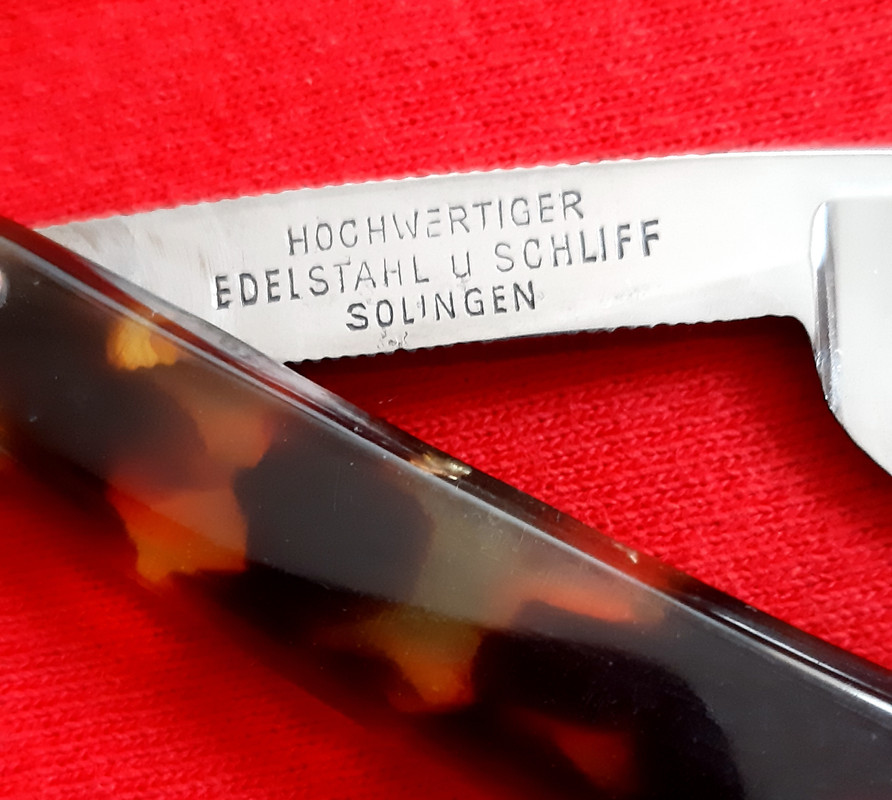 HOCHWERTIGER
EDELSTAHL U SCHLIFF
SOLINGEN